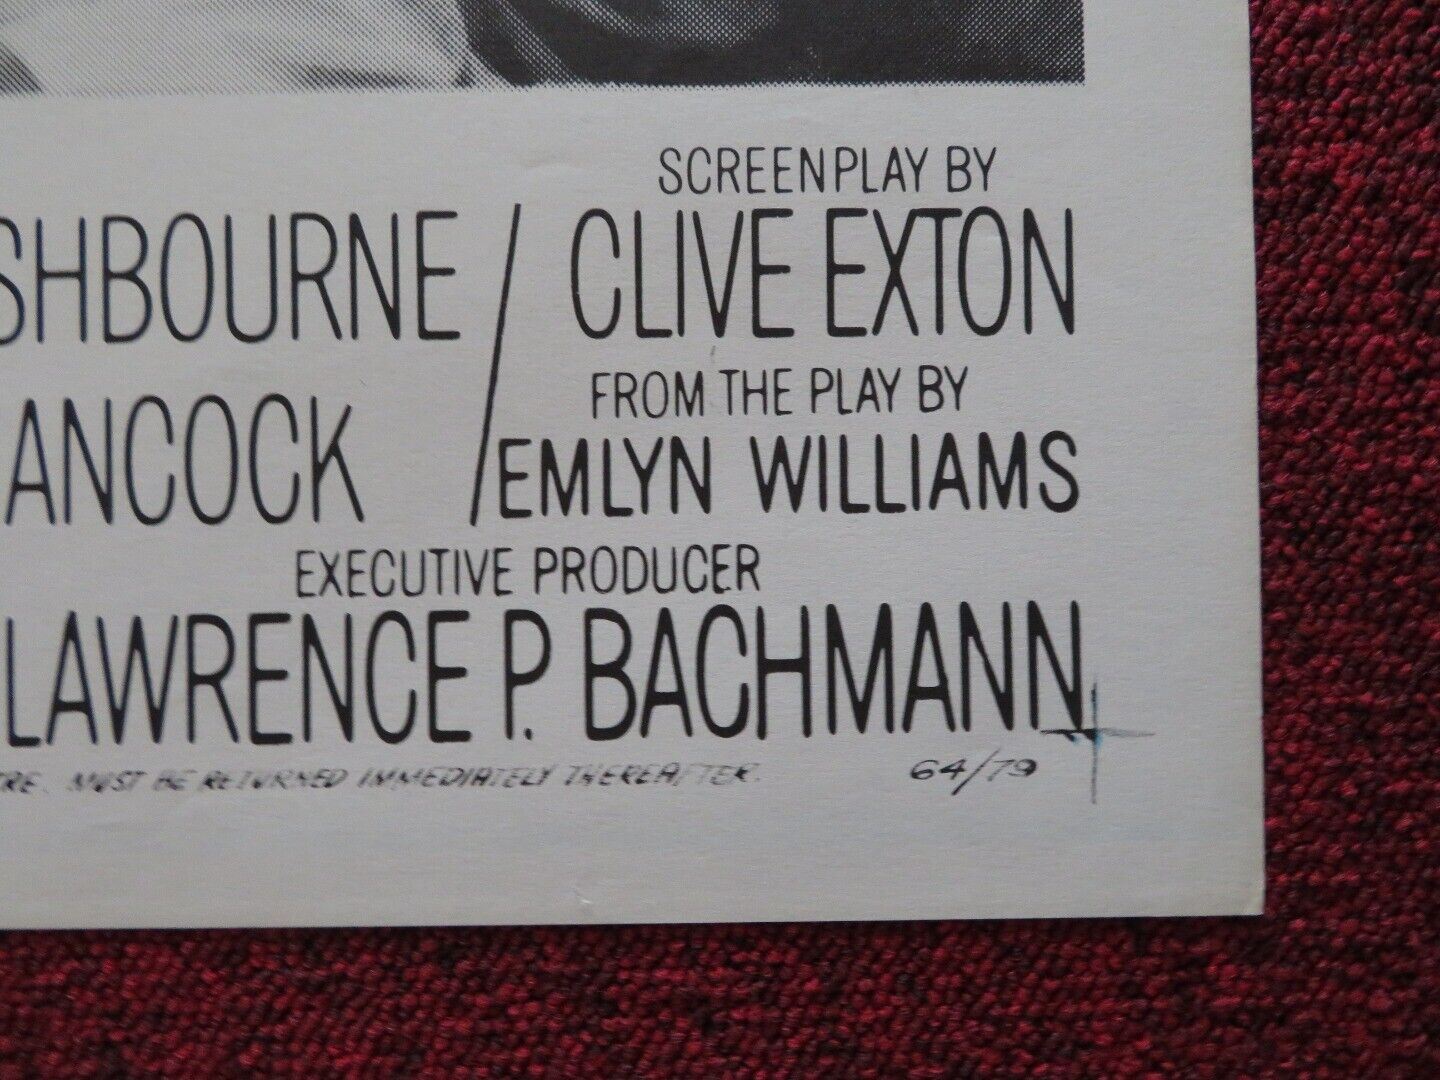 SCREENPLAY BY
SHBOURNE / CLIVE EXTON
FROM THE PLAY BY
ANCOCK / EMLYN WILLIAMS
EXECUTIVE PRODUCER
LAWRENCE P. BACHMANN
TRE. MUST BE RETURNED IMMEDIATELY THEREAFTER. 64/79